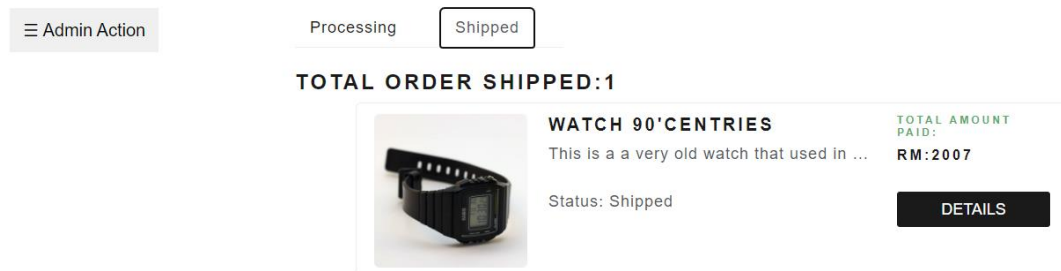 ☰ Admin Action
Processing
Shipped
TOTAL ORDER SHIPPED:1
WATCH 90'CENTRIES
This is a a very old watch that used in ...
Status: Shipped
TOTAL AMOUNT
PAID:
RM:2007
DETAILS